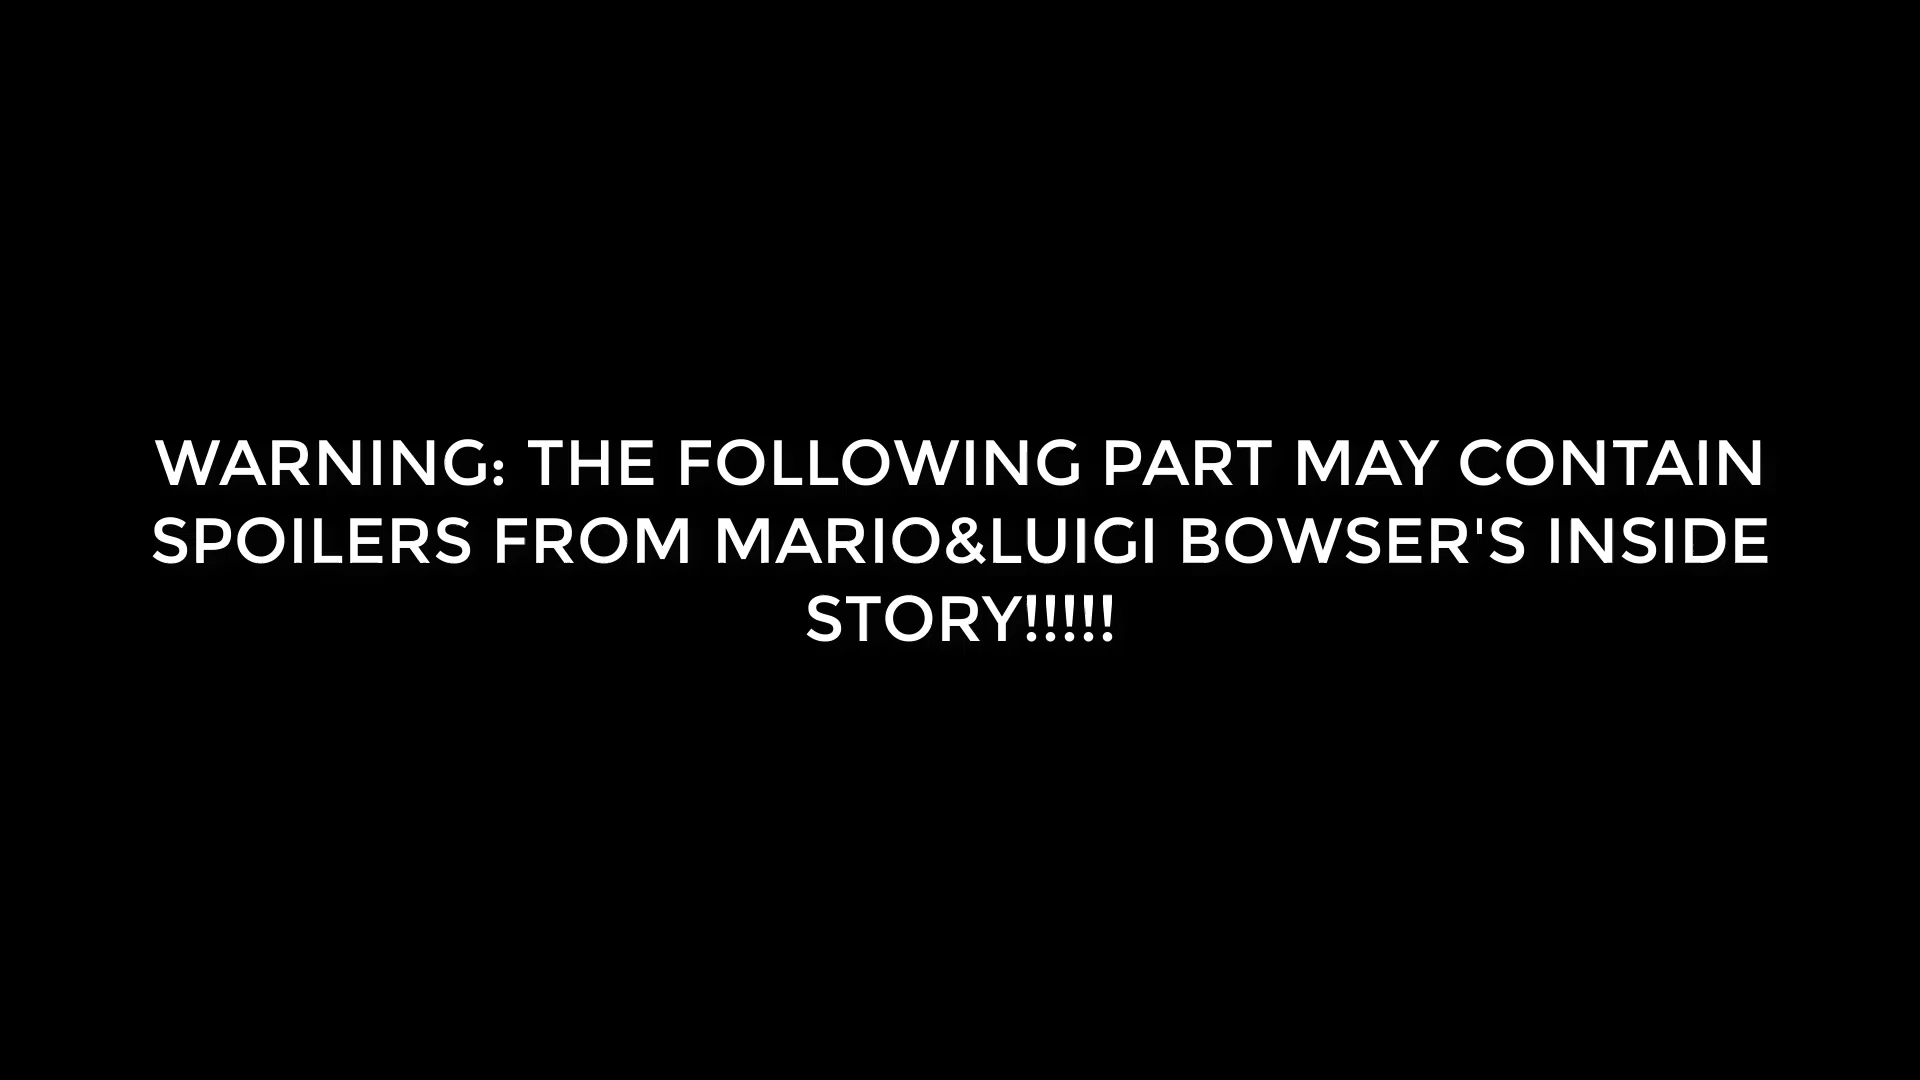 WARNING: THE FOLLOWING PART MAY CONTAIN
SPOILERS FROM MARIO&LUIGI BOWSER'S INSIDE
STORY!!!!!